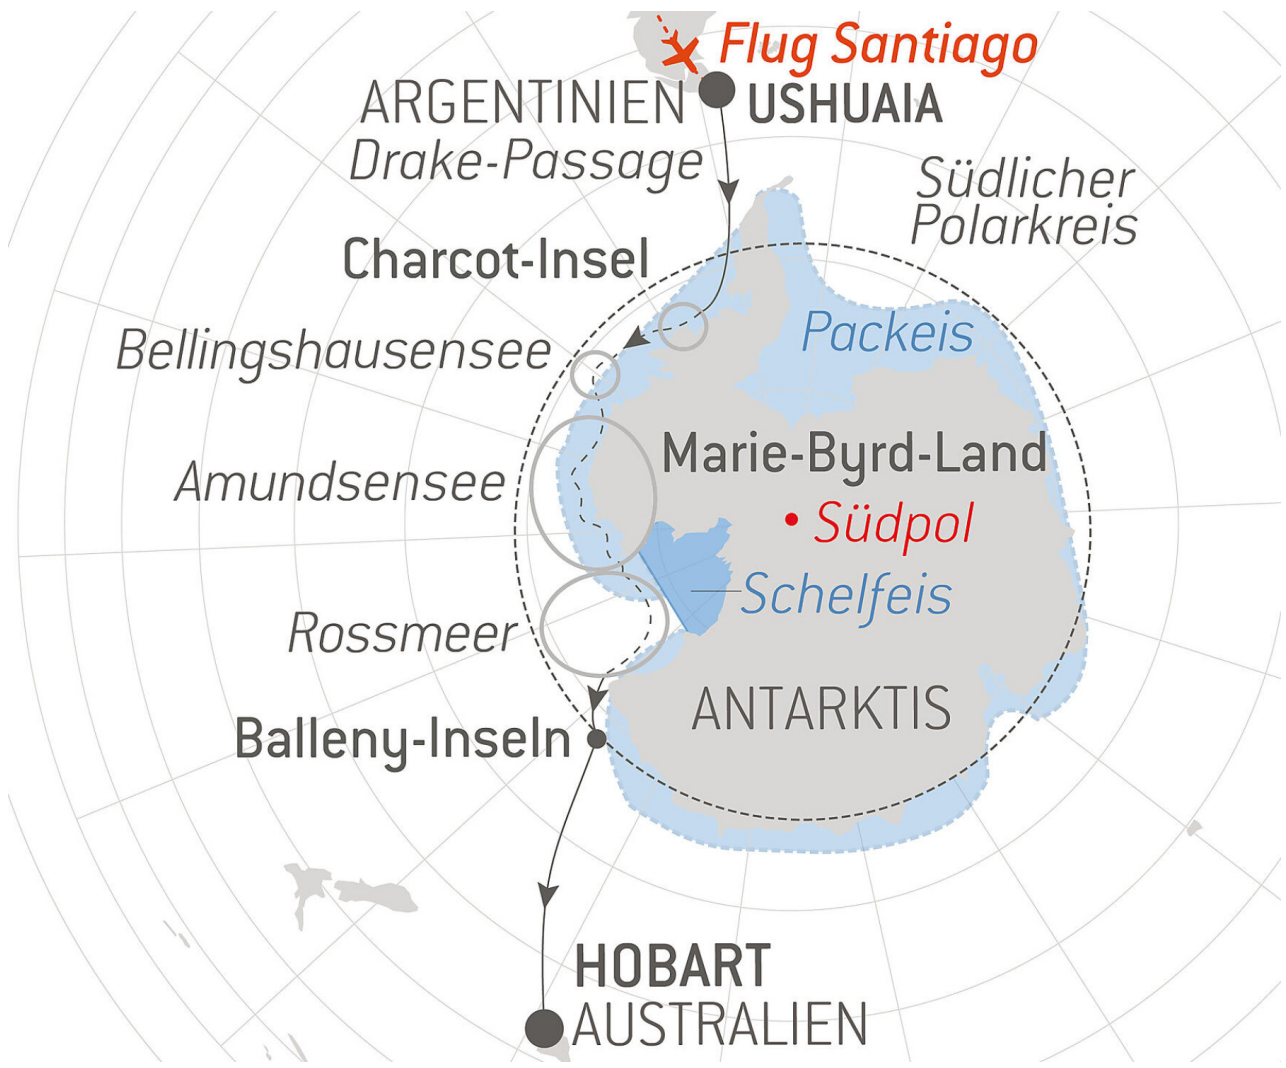 Flug Santiago
ARGENTINIEN
USHUAIA
Drake-Passage
Südlicher
Polarkreis
Charcot-Insel
Packeis
Bellingshausensee
Marie-Byrd-Land
Amundsensee
Südpol
Schelfeis
Rossmeer
ANTARKTIS
Balleny-Inseln
HOBART
AUSTRALIEN